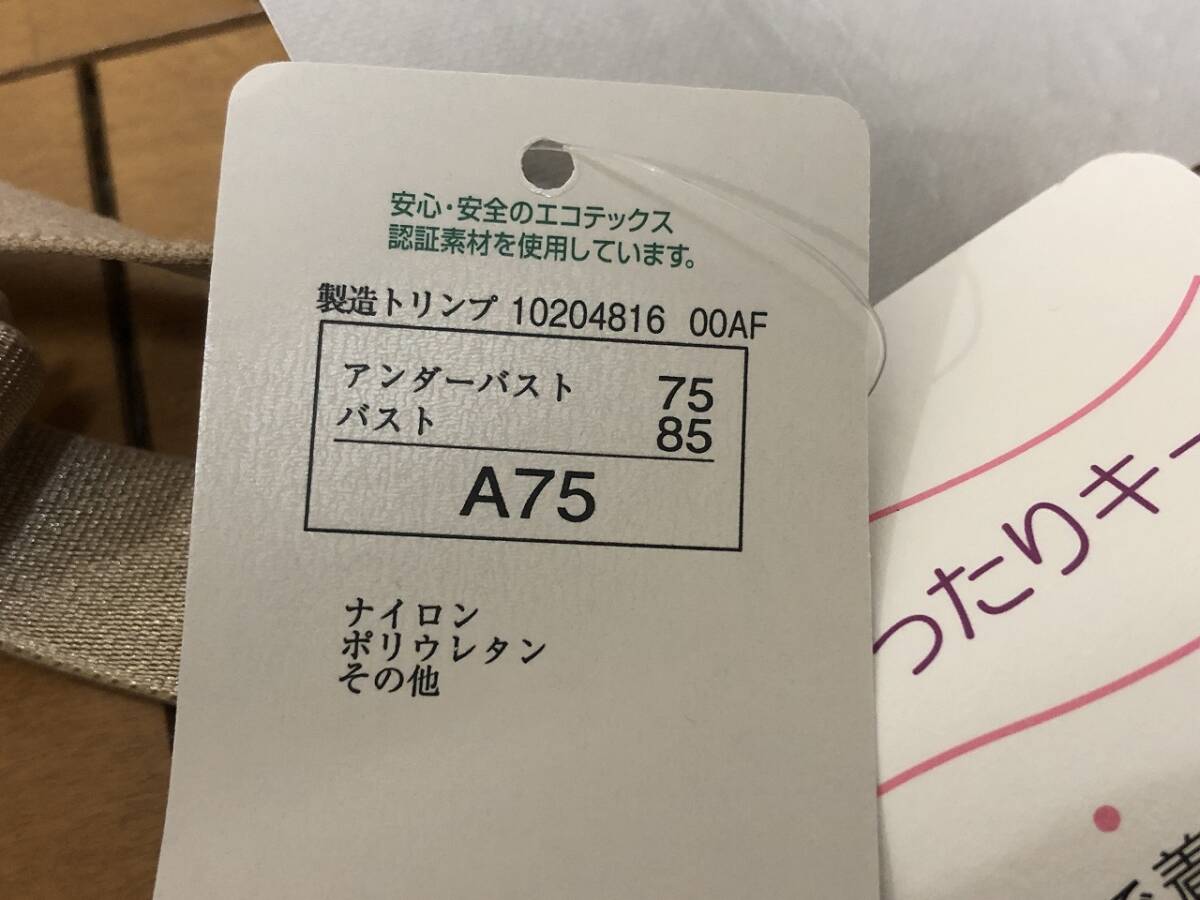 安心・安全のエコテックス
認証素材を使用しています。
製造トリンプ 10204816 00AF
アンダーバスト 75
バスト 85
A75
ナイロン
ポリウレタン
その他
ったりキー
着